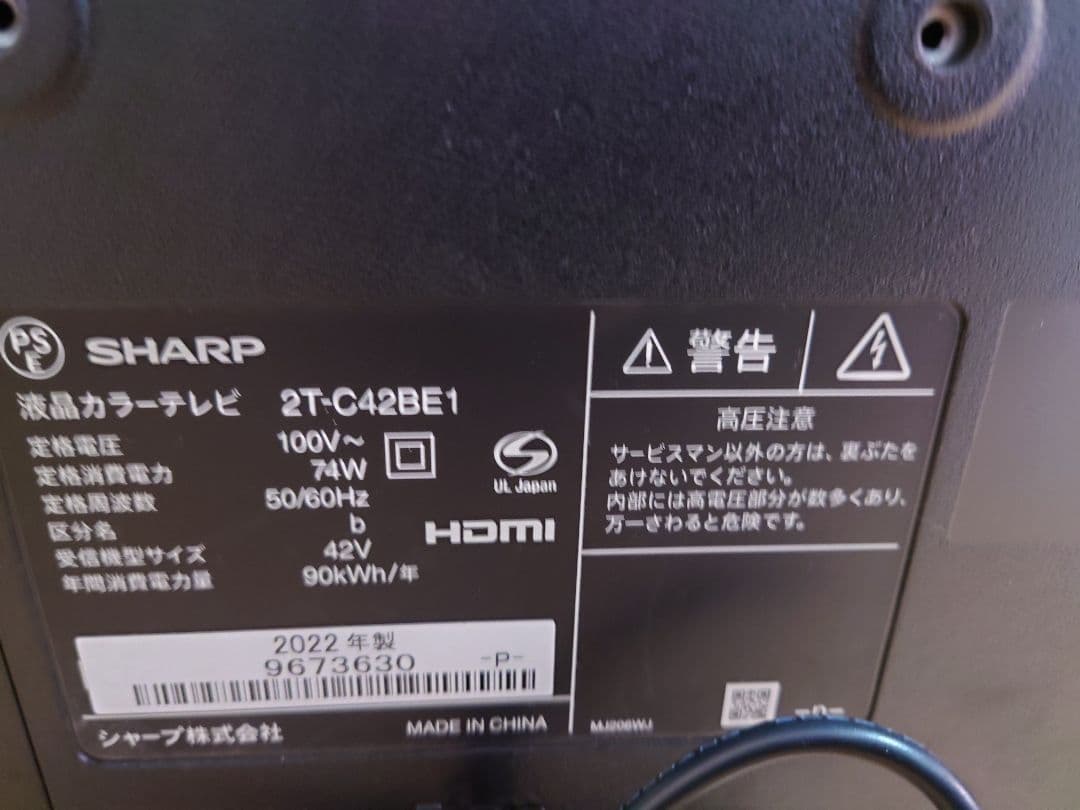 PSE
SHARP
液晶カラーテレビ 2T-C42BE1
定格電圧 100V~
定格消費電力 74W
定格周波数 50/60Hz
区分名 b
受信機型サイズ 42V
年間消費電力量 90kWh/年
S
UL Japan
HDMI
2022 年製
9673630 -P-
シャープ株式会社 MADE IN CHINA
警告
高圧注意
サービスマン以外の方は、裏ぶたを
あけないでください。
内部には高電圧部分が数多くあり、
万一さわると危険です。
MJ206WJ